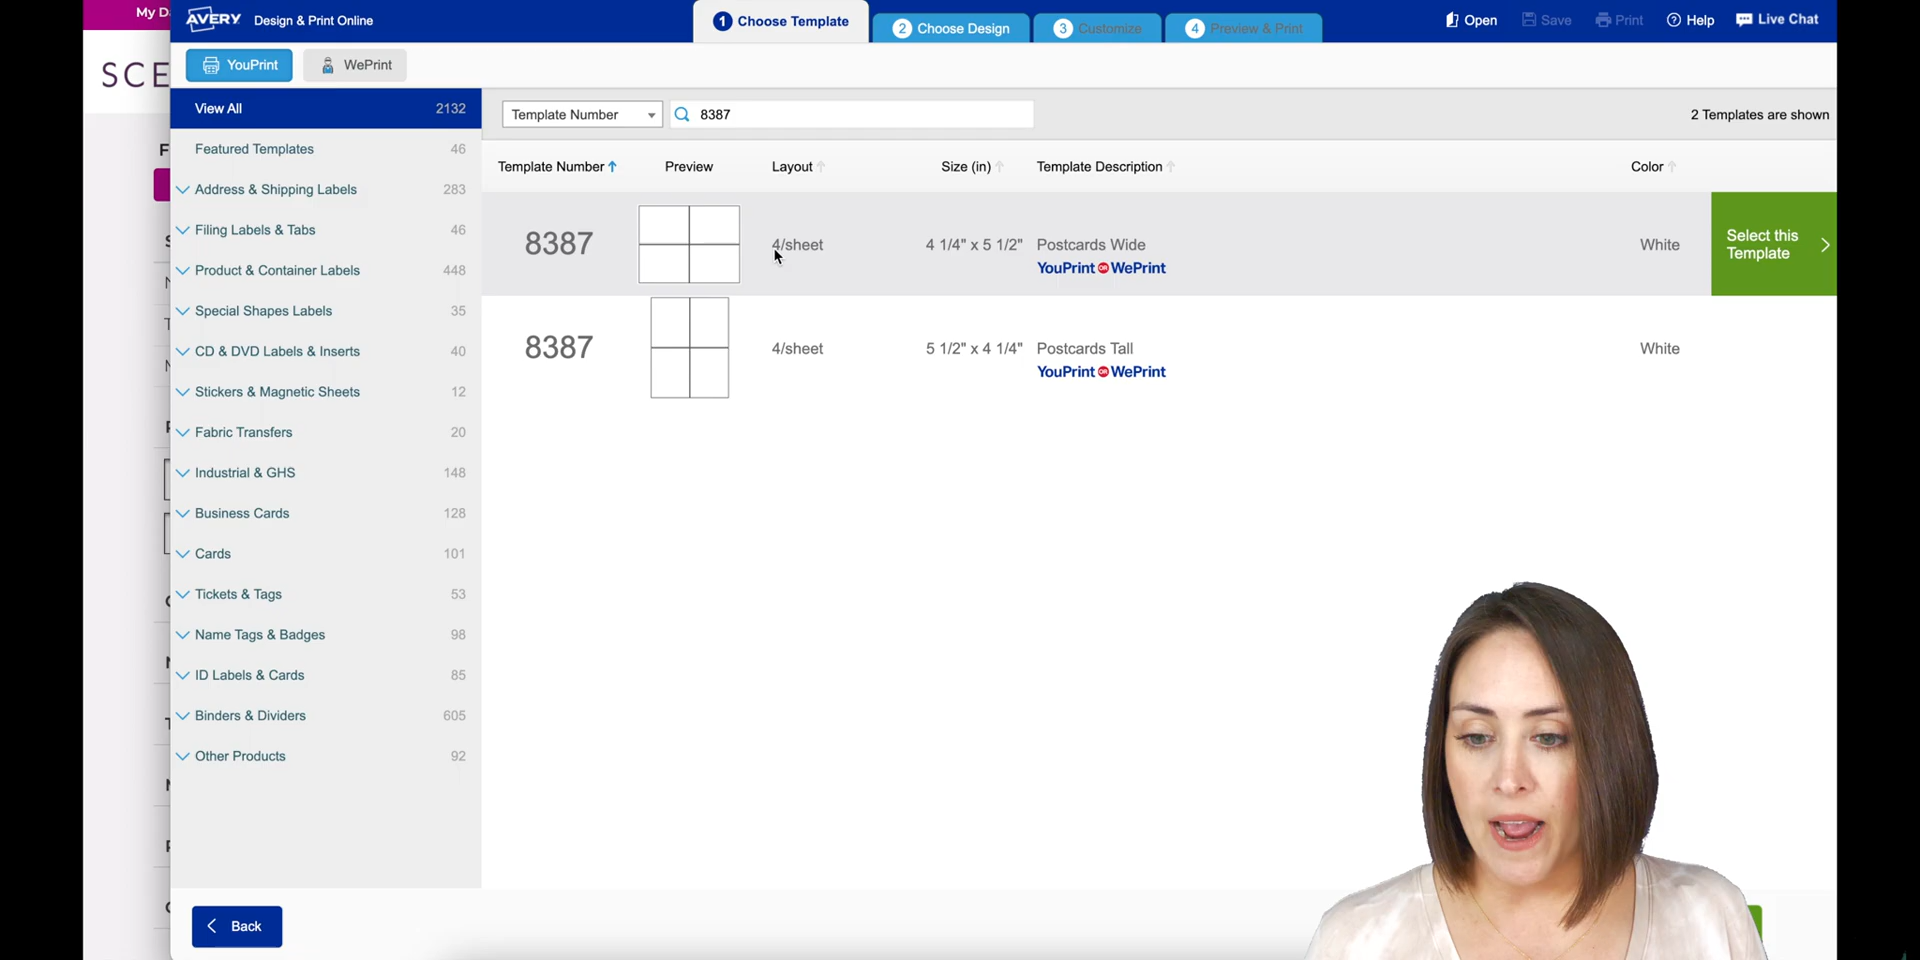 My D
AVERY Design & Print Online
1 Choose Template
2 Choose Design
3 Customize
4 Preview & Print
Open
Save
Print
Help
Live Chat
SCE
YouPrint
WePrint
View All 2132
Featured Templates 46
Address & Shipping Labels 283
Filing Labels & Tabs 46
Product & Container Labels 448
Special Shapes Labels 35
CD & DVD Labels & Inserts 40
Stickers & Magnetic Sheets 12
Fabric Transfers 20
Industrial & GHS 148
Business Cards 128
Cards 101
Tickets & Tags 53
Name Tags & Badges 98
ID Labels & Cards 85
Binders & Dividers 605
Other Products 92
Back
Template Number 8387 2 Templates are shown
Template Number Preview Layout Size (in) Template Description Color
8387 4/sheet 4 1/4" x 5 1/2" Postcards Wide White
YouPrint OR WePrint
Select this
Template
8387 4/sheet 5 1/2" x 4 1/4" Postcards Tall White
YouPrint OR WePrint